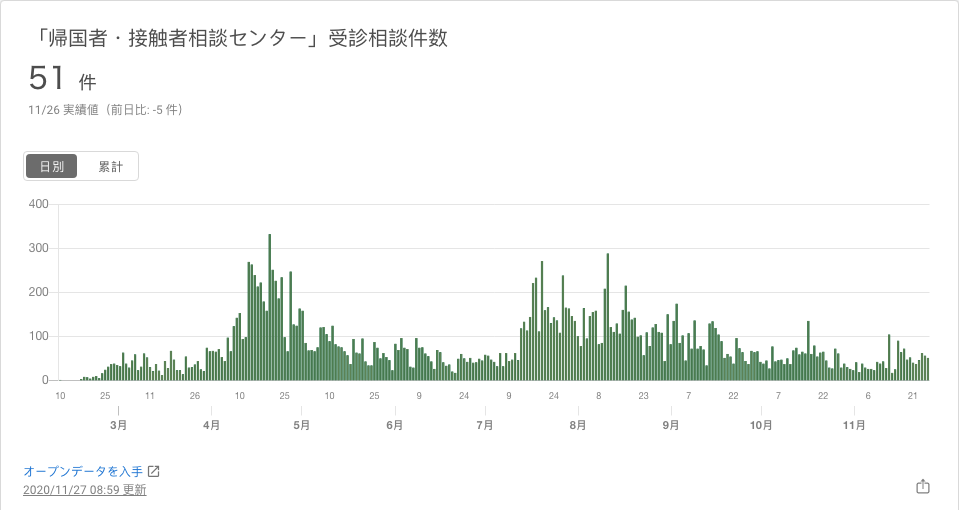 「帰国者・接触者相談センター」受診相談件数
51 件
11/26 実績値（前日比: -5 件）
日別 累計
400
300
200
100
0
10 25 11 26 10 25 10 25 9 24 9 24 8 23 7 22 7 22 6 21
3月 4月 5月 6月 7月 8月 9月 10月 11月
オープンデータを入手
2020/11/27 08:59 更新